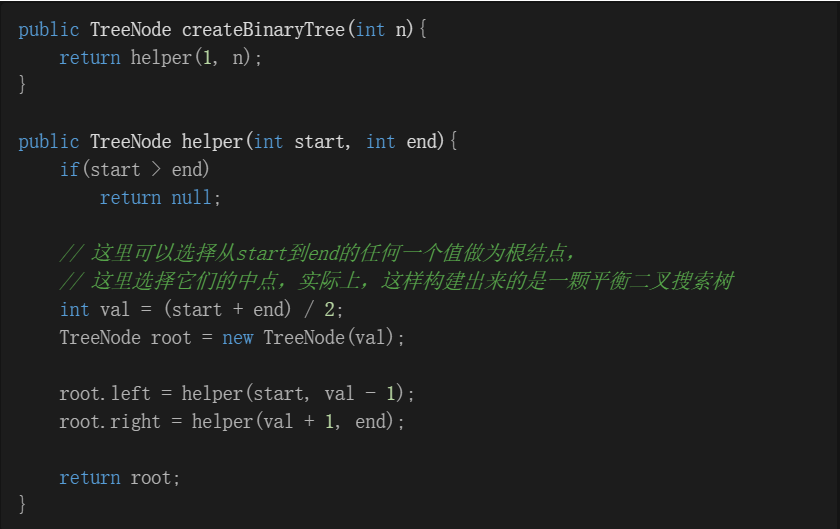 public TreeNode createBinaryTree(int n){
    return helper(1, n);
}

public TreeNode helper(int start, int end){
    if(start > end)
        return null;

    // 这里可以选择从start到end的任何一个值做为根结点，
    // 这里选择它们的中点，实际上，这样构建出来的是一颗平衡二叉搜索树
    int val = (start + end) / 2;
    TreeNode root = new TreeNode(val);

    root.left = helper(start, val - 1);
    root.right = helper(val + 1, end);

    return root;
}